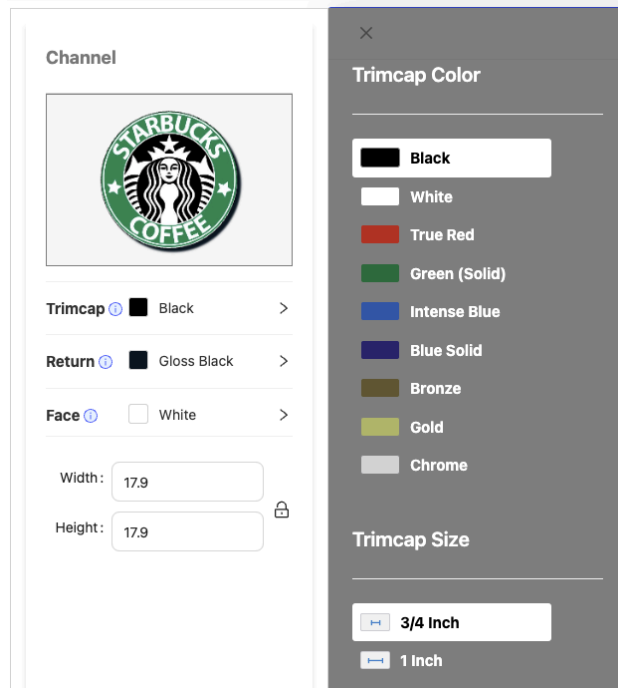 Channel
STARBUCKS
COFFEE
Trimcap Black
Return Gloss Black
Face White
Width: 17.9
Height: 17.9
Trimcap Color
Black
White
True Red
Green (Solid)
Intense Blue
Blue Solid
Bronze
Gold
Chrome
Trimcap Size
3/4 Inch
1 Inch